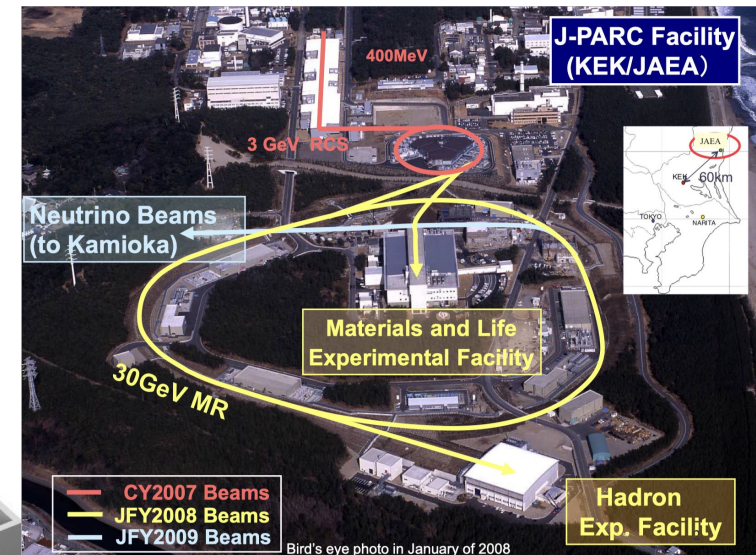 J-PARC Facility
(KEK/JAEA）
400MeV
3 GeV RCS
JAEA
KEK
60km
TOKYO
NARITA
Neutrino Beams
(to Kamioka)
Materials and Life
Experimental Facility
30GeV MR
CY2007 Beams
JFY2008 Beams
JFY2009 Beams
Hadron
Exp. Facility
Bird's eye photo in January of 2008